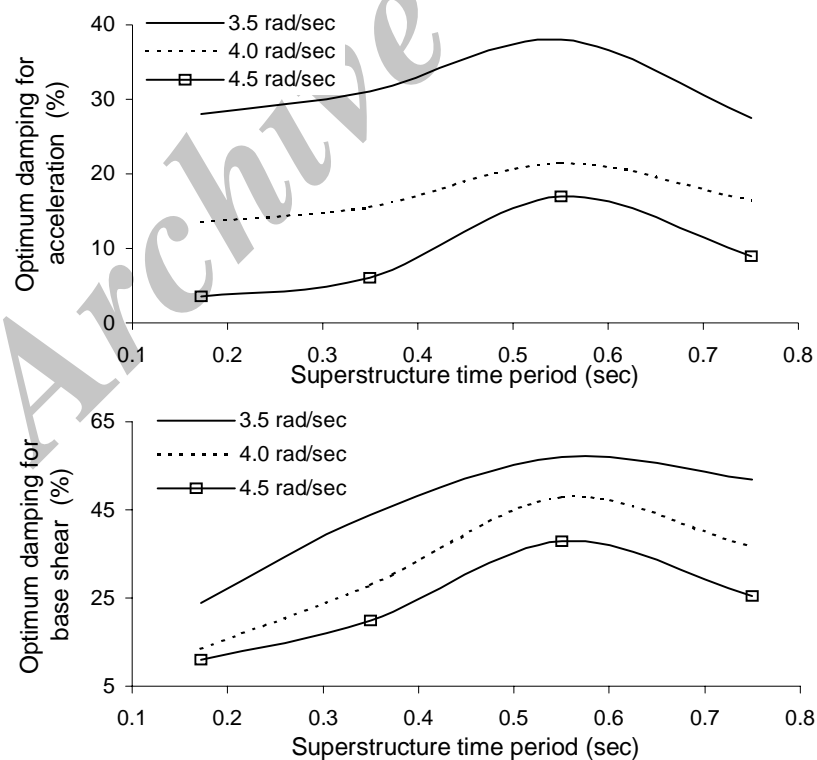 3.5 rad/sec
4.0 rad/sec
4.5 rad/sec
Optimum damping for
acceleration (%)
40
30
20
10
0
0.1 0.2 0.3 0.4 0.5 0.6 0.7 0.8
Superstructure time period (sec)
Archive
3.5 rad/sec
4.0 rad/sec
4.5 rad/sec
Optimum damping for
base shear (%)
65
45
25
5
0.1 0.2 0.3 0.4 0.5 0.6 0.7 0.8
Superstructure time period (sec)